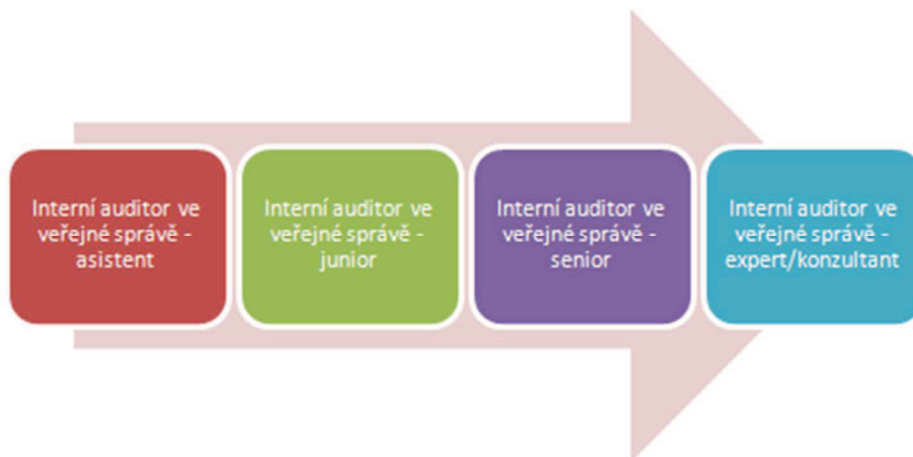 Interní auditor ve
veřejné správě -
asistent
Interní auditor ve
veřejné správě -
junior
Interní auditor ve
veřejné správě -
senior
Interní auditor ve
veřejné správě -
expert/konzultant